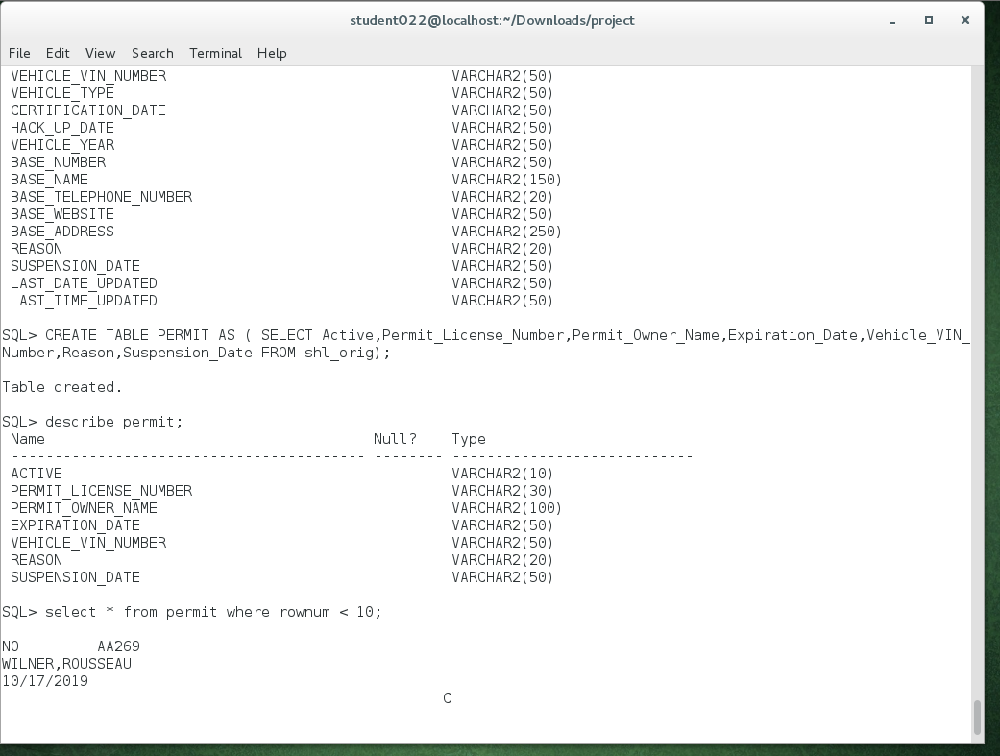 student022@localhost:~/Downloads/project
File Edit View Search Terminal Help
VEHICLE_VIN_NUMBER VARCHAR2(50)
VEHICLE_TYPE VARCHAR2(50)
CERTIFICATION_DATE VARCHAR2(50)
HACK_UP_DATE VARCHAR2(50)
VEHICLE_YEAR VARCHAR2(50)
BASE_NUMBER VARCHAR2(50)
BASE_NAME VARCHAR2(150)
BASE_TELEPHONE_NUMBER VARCHAR2(20)
BASE_WEBSITE VARCHAR2(50)
BASE_ADDRESS VARCHAR2(250)
REASON VARCHAR2(20)
SUSPENSION_DATE VARCHAR2(50)
LAST_DATE_UPDATED VARCHAR2(50)
LAST_TIME_UPDATED VARCHAR2(50)
SQL> CREATE TABLE PERMIT AS ( SELECT Active,Permit_License_Number,Permit_Owner_Name,Expiration_Date,Vehicle_VIN_
Number,Reason,Suspension_Date FROM shl_orig);
Table created.
SQL> describe permit;
Name Null? Type
----------------------------------------- -------- ----------------------------
ACTIVE VARCHAR2(10)
PERMIT_LICENSE_NUMBER VARCHAR2(30)
PERMIT_OWNER_NAME VARCHAR2(100)
EXPIRATION_DATE VARCHAR2(50)
VEHICLE_VIN_NUMBER VARCHAR2(50)
REASON VARCHAR2(20)
SUSPENSION_DATE VARCHAR2(50)
SQL> select * from permit where rownum < 10;
NO AA269
WILNER,ROUSSEAU
10/17/2019
C